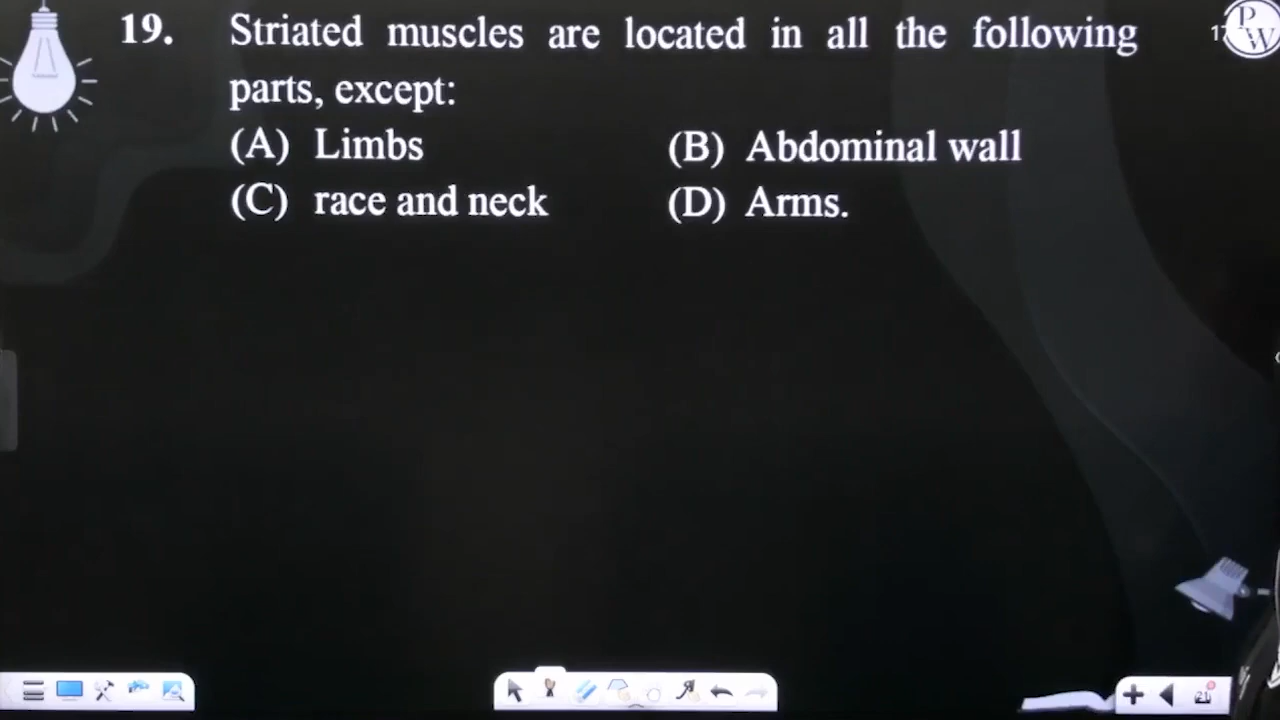 19. Striated muscles are located in all the following
parts, except:
(A) Limbs (B) Abdominal wall
(C) race and neck (D) Arms.
P
W